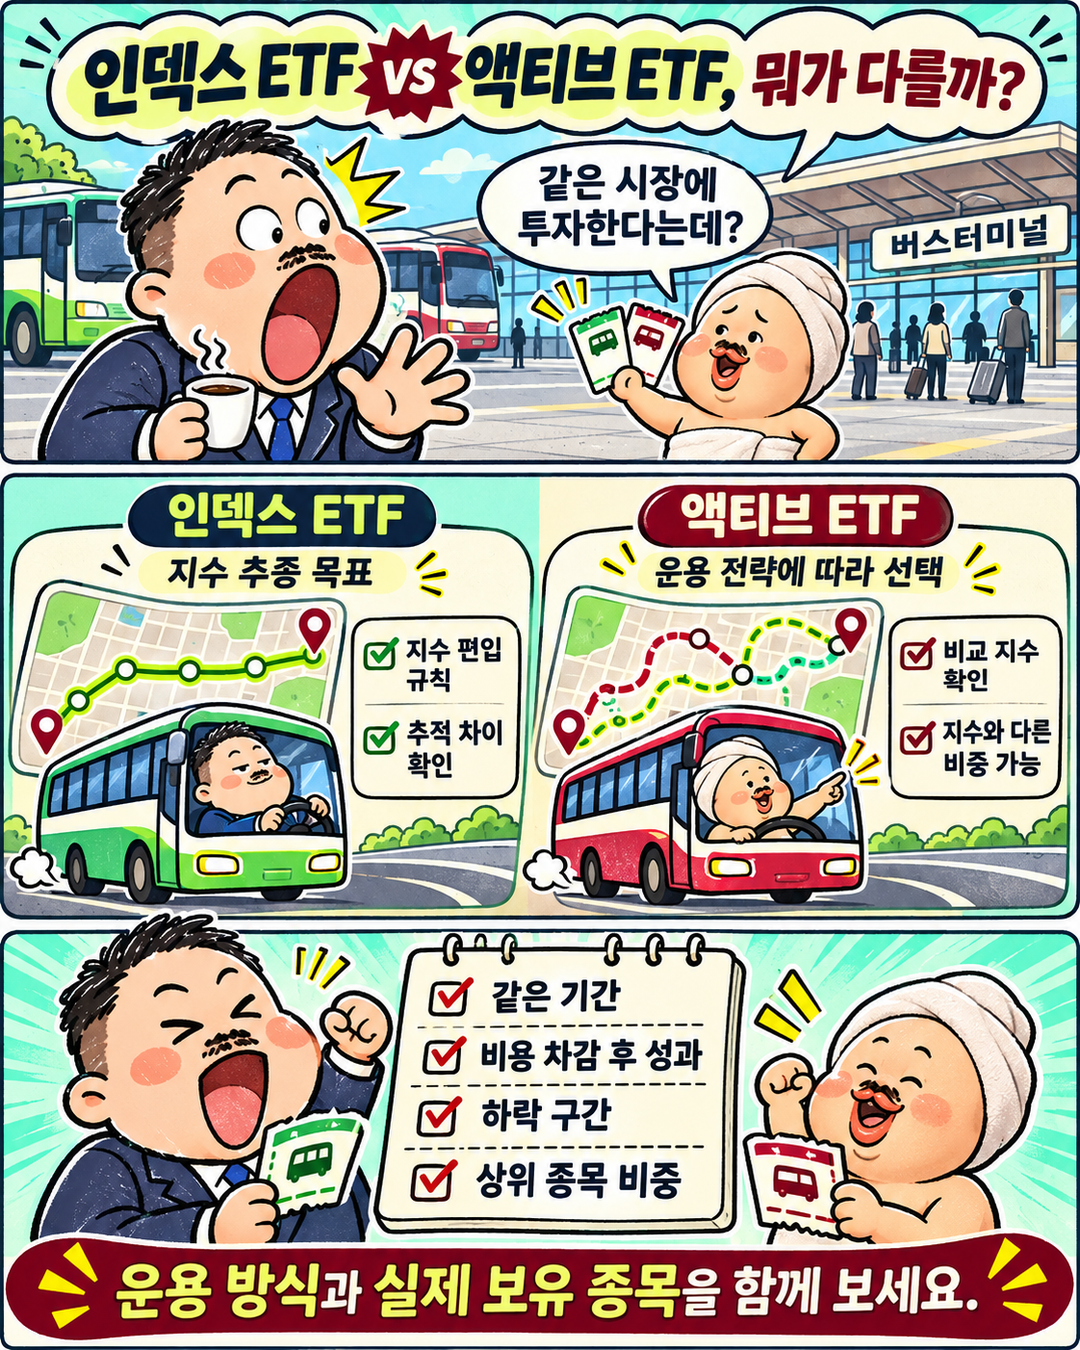 인덱스 ETF VS 액티브 ETF, 뭐가 다를까?
같은 시장에
투자한다는데?
버스터미널
인덱스 ETF
지수 추종 목표
지수 편입
규칙
추적 차이
확인
액티브 ETF
운용 전략에 따라 선택
비교 지수
확인
지수와 다른
비중 가능
같은 기간
비용 차감 후 성과
하락 구간
상위 종목 비중
운용 방식과 실제 보유 종목을 함께 보세요.